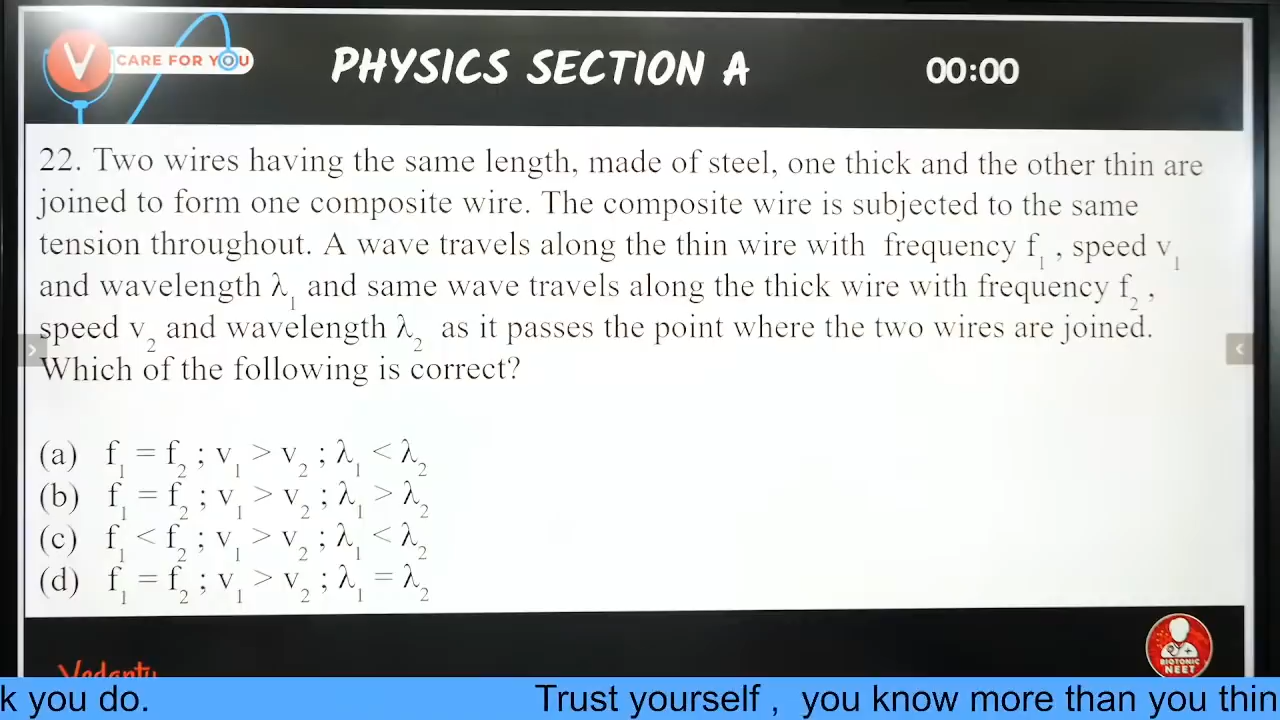 V
CARE FOR YOU
PHYSICS SECTION A
00:00
22. Two wires having the same length, made of steel, one thick and the other thin are
joined to form one composite wire. The composite wire is subjected to the same
tension throughout. A wave travels along the thin wire with frequency f₁ , speed v₁
and wavelength λ₁ and same wave travels along the thick wire with frequency f₂ ,
speed v₂ and wavelength λ₂ as it passes the point where the two wires are joined.
Which of the following is correct?
(a) f₁ = f₂ ; v₁ > v₂ ; λ₁ < λ₂
(b) f₁ = f₂ ; v₁ > v₂ ; λ₁ > λ₂
(c) f₁ < f₂ ; v₁ > v₂ ; λ₁ < λ₂
(d) f₁ = f₂ ; v₁ > v₂ ; λ₁ = λ₂
Vedantu
BIOTONIC
NEET
k you do. Trust yourself , you know more than you thin